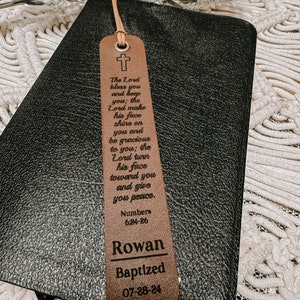 The Lord
bless you
and keep
you; the
Lord make
his face
shine on
you and
be gracious
to you; the
Lord turn
his face
toward you
and give
you peace.
Numbers
6:24-26
Rowan
Baptized
07-28-24